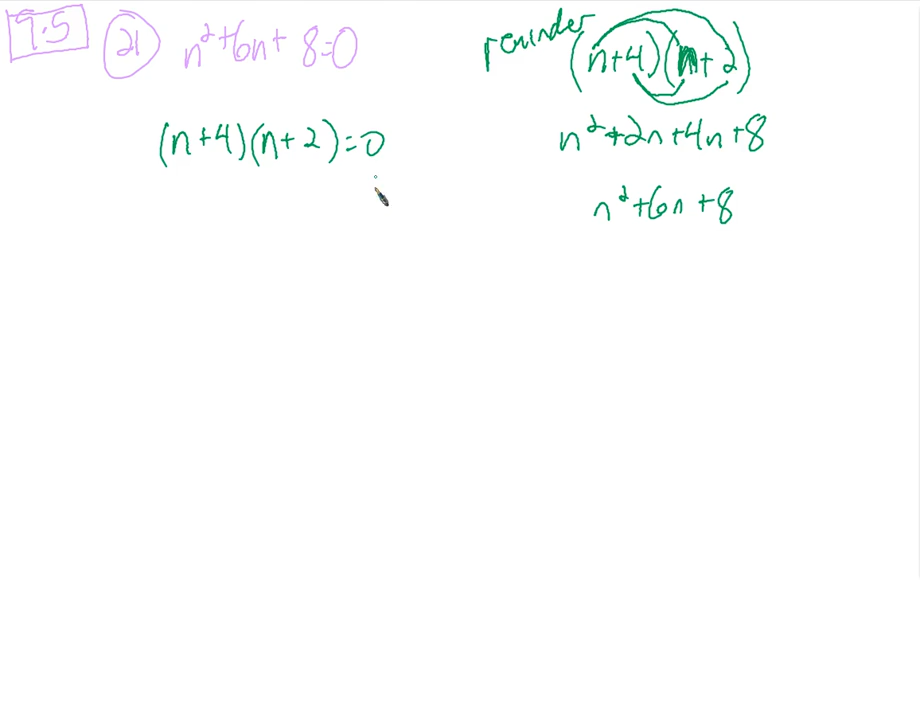 9.5 21 n²+6n+8=0
(n+4)(n+2)=0
reminder (n+4)(n+2)
n²+2n+4n+8
n²+6n+8